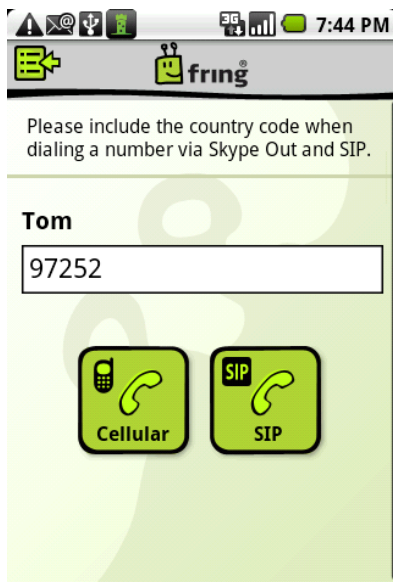 3G 7:44 PM
fring®
Please include the country code when
dialing a number via Skype Out and SIP.
Tom
97252
SIP
Cellular SIP